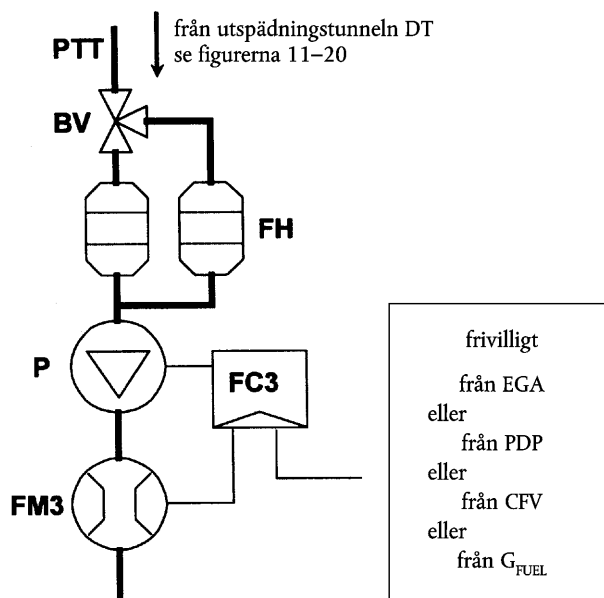 från utspädningstunneln DT
se figurerna 11–20
PTT
BV
FH
P
FC3
FM3
frivilligt
från EGA
eller
från PDP
eller
från CFV
eller
från G_FUEL